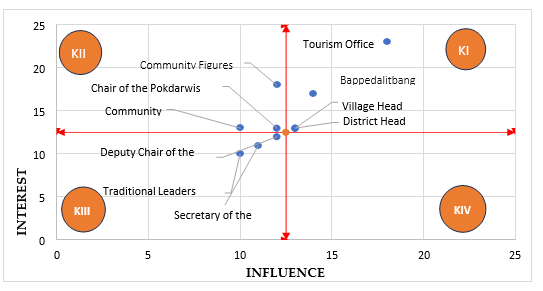 25
KII
Tourism Office
KI
20
Community Figures
Bappedalitbang
Chair of the Pokdarwis
15
Village Head
Community
District Head
10
Deputy Chair of the
Traditional Leaders
5
KIII
Secretary of the
KIV
0
0 5 10 15 20 25
INTEREST
INFLUENCE